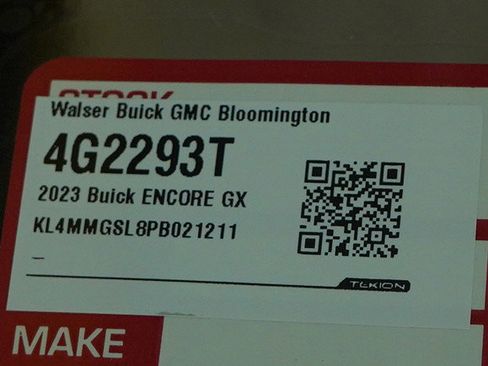 STOCK
Walser Buick GMC Bloomington
4G2293T
2023 Buick ENCORE GX
KL4MMGSL8PB021211
–
TEKION
MAKE